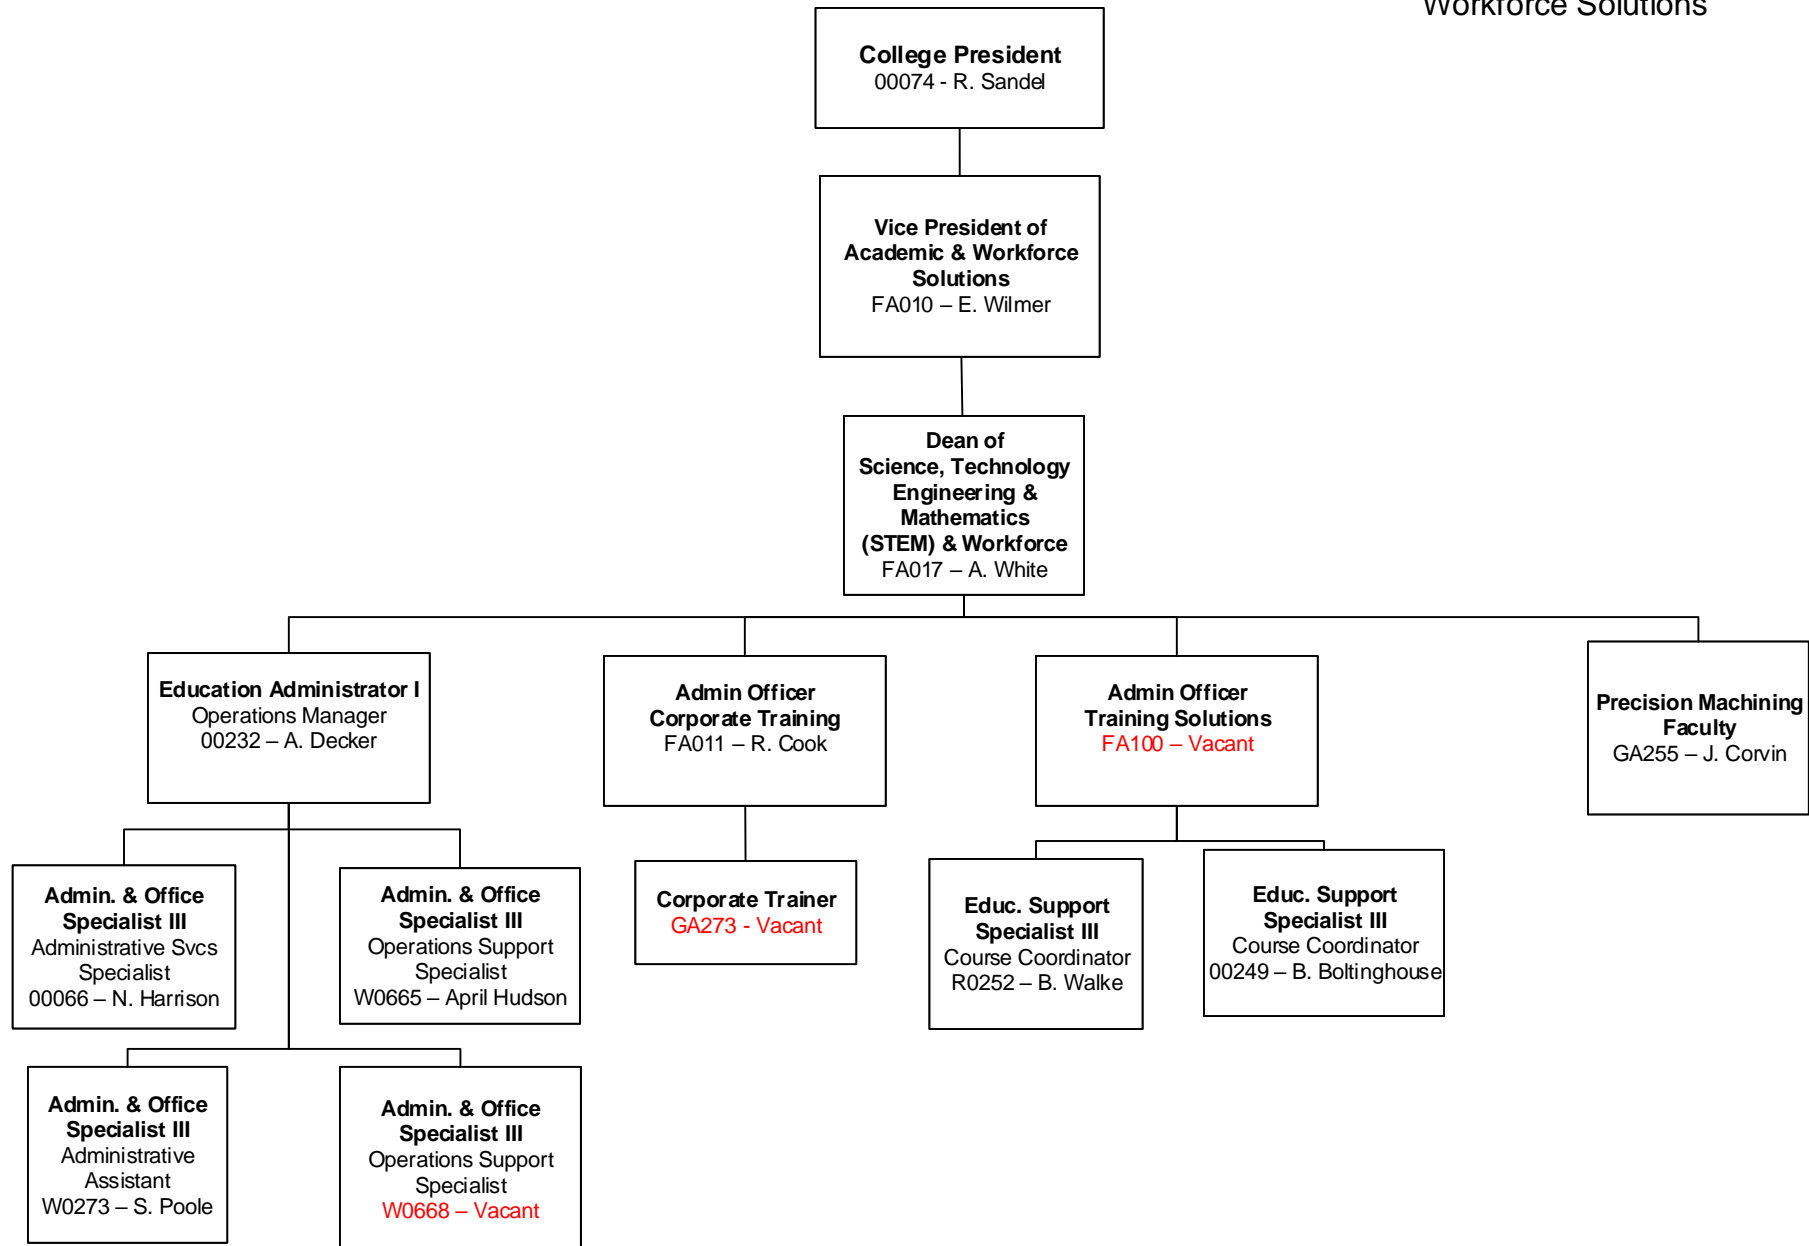 Workforce Solutions
College President
00074 - R. Sandel
Vice President of
Academic & Workforce
Solutions
FA010 – E. Wilmer
Dean of
Science, Technology
Engineering &
Mathematics
(STEM) & Workforce
FA017 – A. White
Education Administrator I
Operations Manager
00232 – A. Decker
Admin Officer
Corporate Training
FA011 – R. Cook
Admin Officer
Training Solutions
FA100 – Vacant
Precision Machining
Faculty
GA255 – J. Corvin
Admin. & Office
Specialist III
Administrative Svcs
Specialist
00066 – N. Harrison
Admin. & Office
Specialist III
Operations Support
Specialist
W0665 – April Hudson
Corporate Trainer
GA273 - Vacant
Educ. Support
Specialist III
Course Coordinator
R0252 – B. Walke
Educ. Support
Specialist III
Course Coordinator
00249 – B. Boltinghouse
Admin. & Office
Specialist III
Administrative
Assistant
W0273 – S. Poole
Admin. & Office
Specialist III
Operations Support
Specialist
W0668 – Vacant